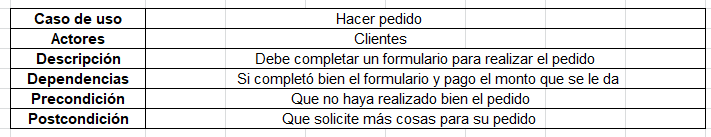 Caso de uso Hacer pedido
Actores Clientes
Descripción Debe completar un formulario para realizar el pedido
Dependencias Si completó bien el formulario y pago el monto que se le da
Precondición Que no haya realizado bien el pedido
Postcondición Que solicite más cosas para su pedido